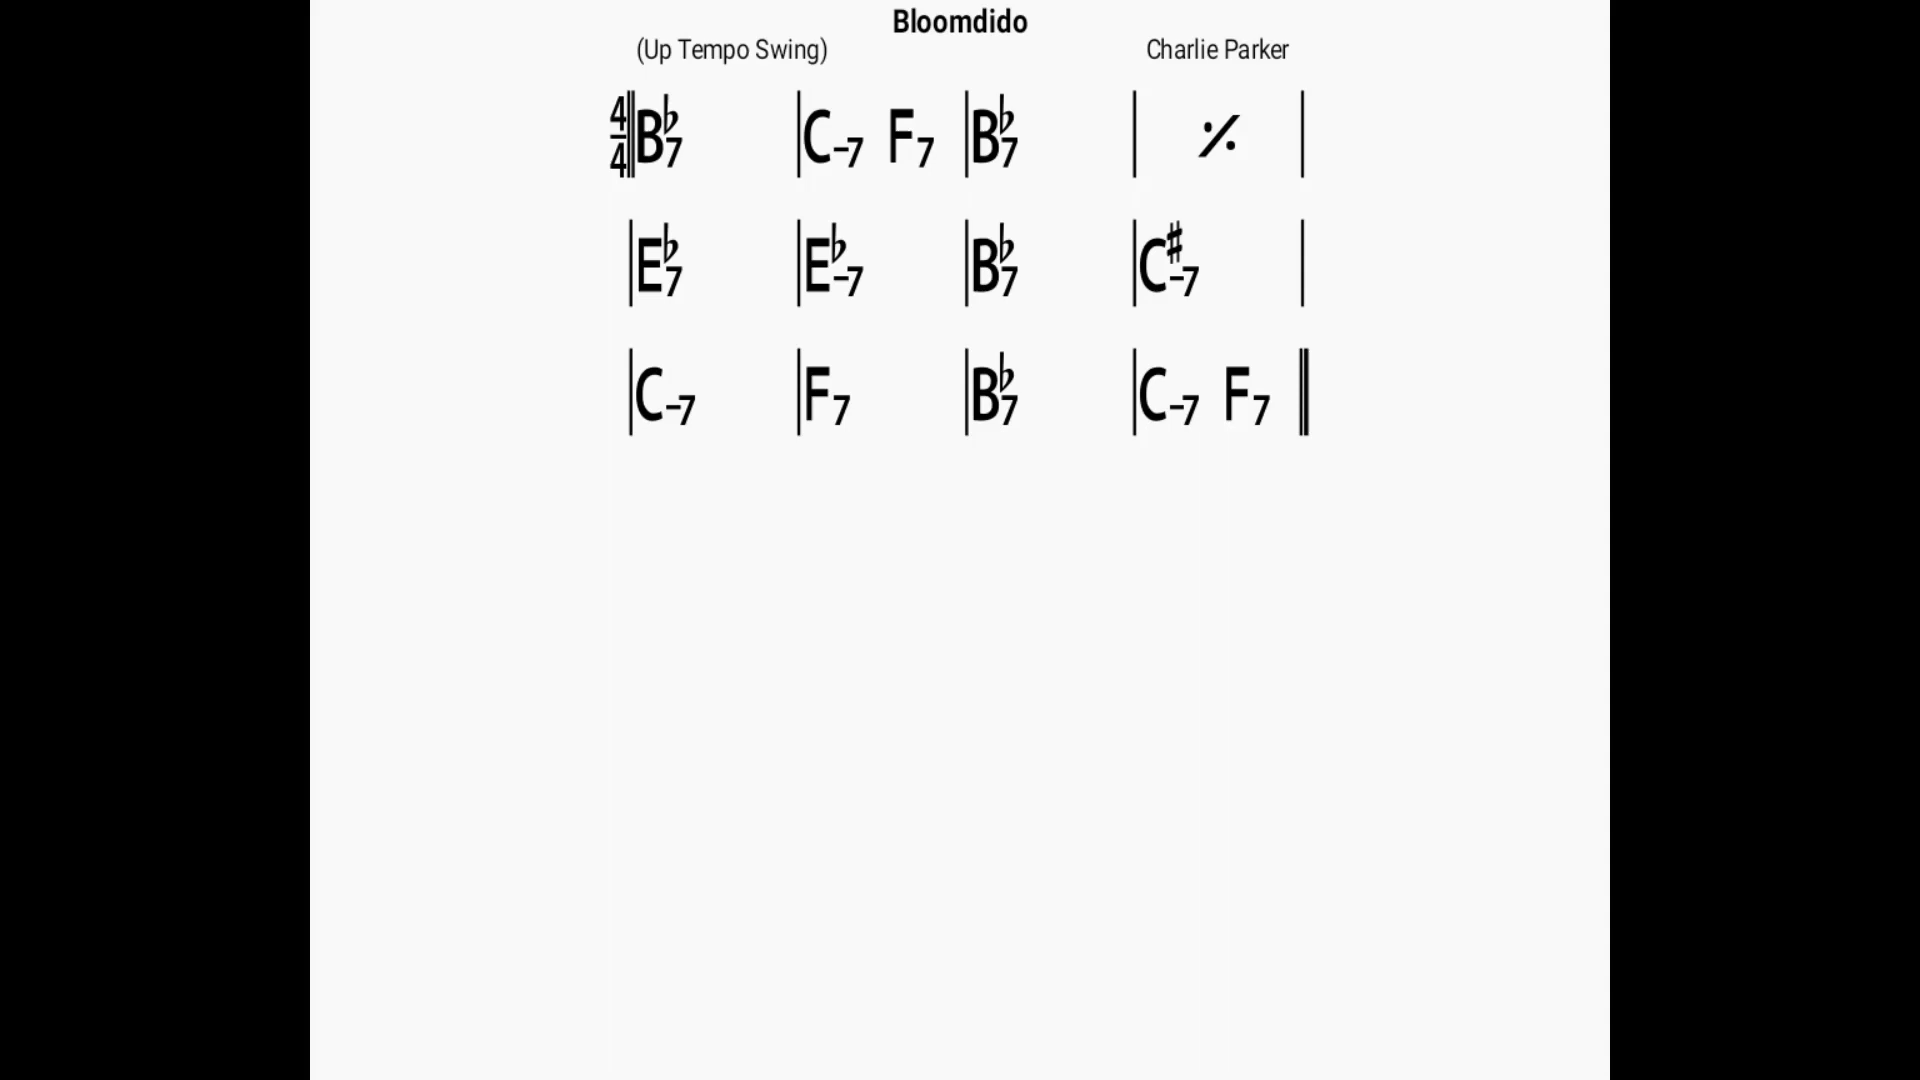 Bloomdido
(Up Tempo Swing) Charlie Parker
4/4 B♭7 | C-7 F7 | B♭7 | 𝄎 |
| E♭7 | E♭-7 | B♭7 | C♯-7 |
| C-7 | F7 | B♭7 | C-7 F7 ‖